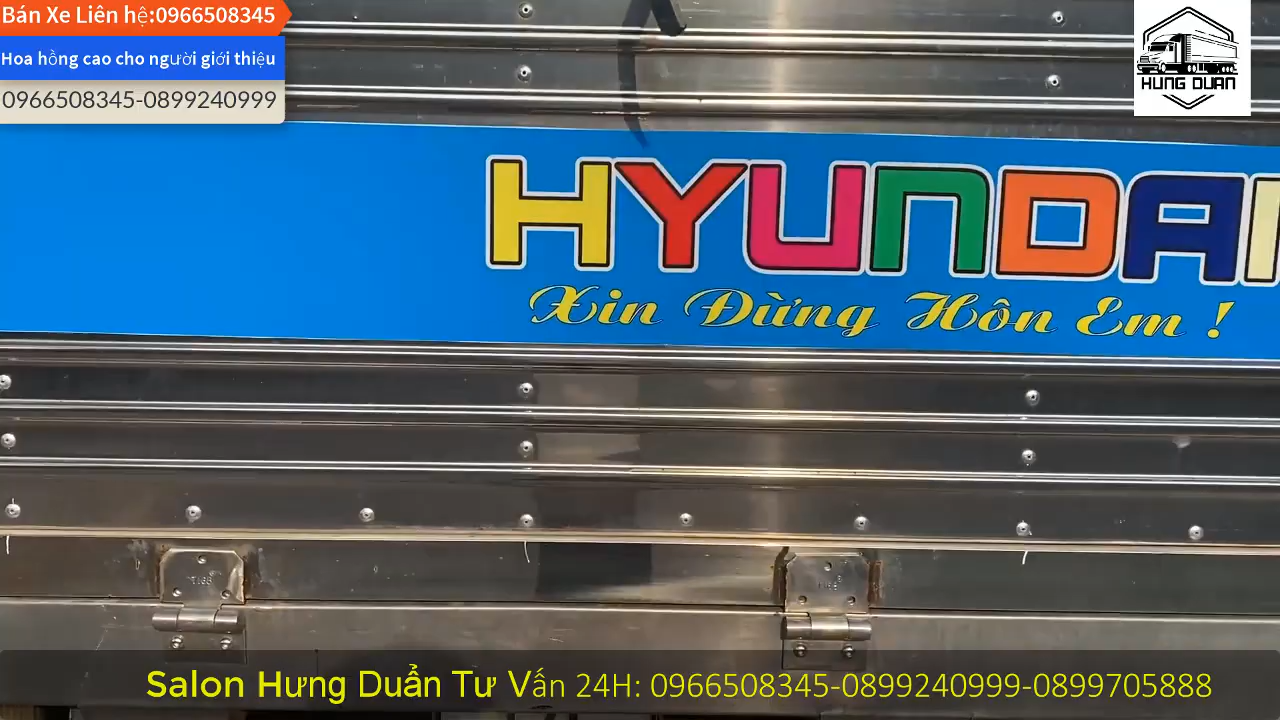 Bán Xe Liên hệ:0966508345
Hoa hồng cao cho người giới thiệu
0966508345-0899240999
HUNG DUAN
HYUNDAI
Xin Đừng Hôn Em !
Salon Hưng Duẩn Tư Vấn 24H: 0966508345-0899240999-0899705888